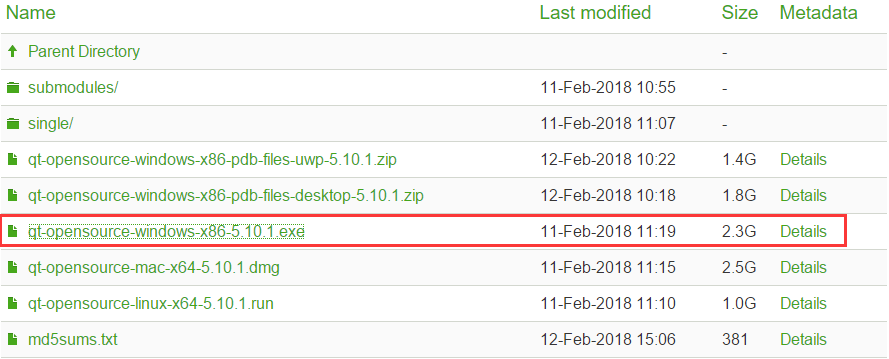 Name Last modified Size Metadata
Parent Directory -
submodules/ 11-Feb-2018 10:55 -
single/ 11-Feb-2018 11:07 -
qt-opensource-windows-x86-pdb-files-uwp-5.10.1.zip 12-Feb-2018 10:22 1.4G Details
qt-opensource-windows-x86-pdb-files-desktop-5.10.1.zip 12-Feb-2018 10:18 1.8G Details
qt-opensource-windows-x86-5.10.1.exe 11-Feb-2018 11:19 2.3G Details
qt-opensource-mac-x64-5.10.1.dmg 11-Feb-2018 11:15 2.5G Details
qt-opensource-linux-x64-5.10.1.run 11-Feb-2018 11:10 1.0G Details
md5sums.txt 12-Feb-2018 15:06 381 Details